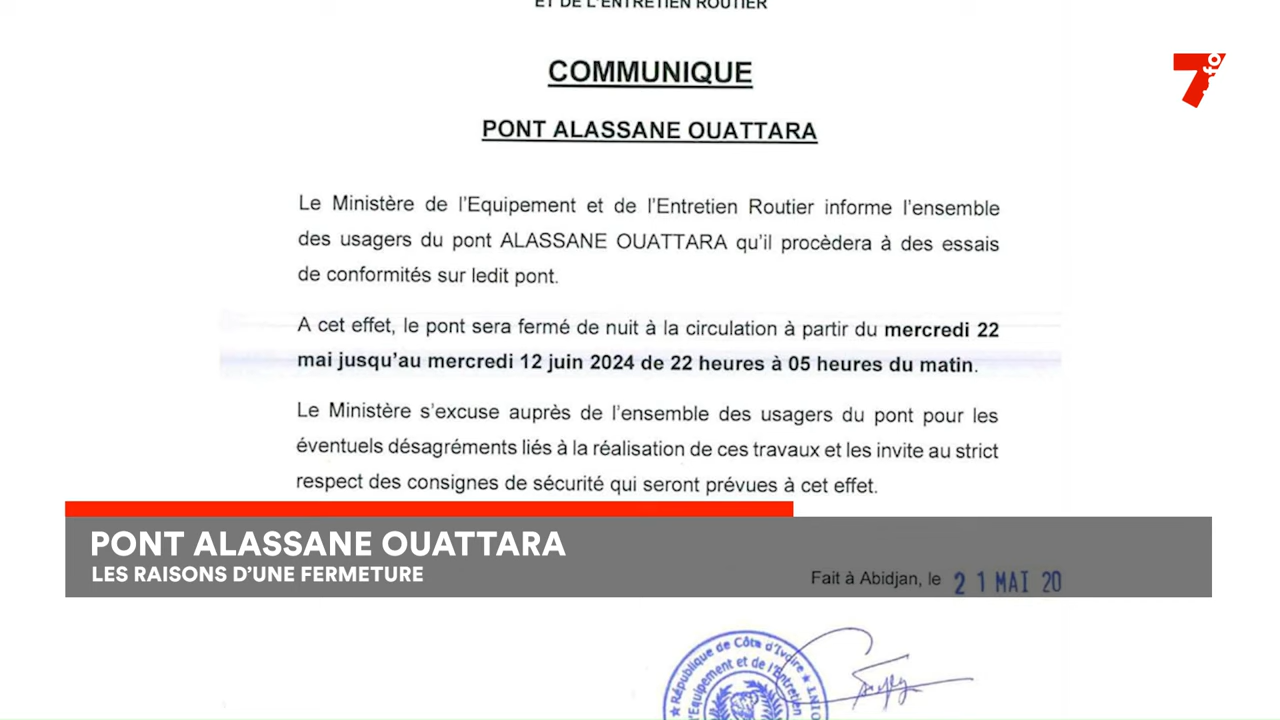 ET DE L'ENTRETIEN ROUTIER
COMMUNIQUE
PONT ALASSANE OUATTARA
Le Ministère de l'Equipement et de l'Entretien Routier informe l'ensemble
des usagers du pont ALASSANE OUATTARA qu'il procèdera à des essais
de conformités sur ledit pont.
A cet effet, le pont sera fermé de nuit à la circulation à partir du mercredi 22
mai jusqu'au mercredi 12 juin 2024 de 22 heures à 05 heures du matin.
Le Ministère s'excuse auprès de l'ensemble des usagers du pont pour les
éventuels désagréments liés à la réalisation de ces travaux et les invite au strict
respect des consignes de sécurité qui seront prévues à cet effet.
PONT ALASSANE OUATTARA
LES RAISONS D'UNE FERMETURE
Fait à Abidjan, le 21 MAI 20
République de Côte d'Ivoire
l'Equipement et de l'Entretien
7
fo